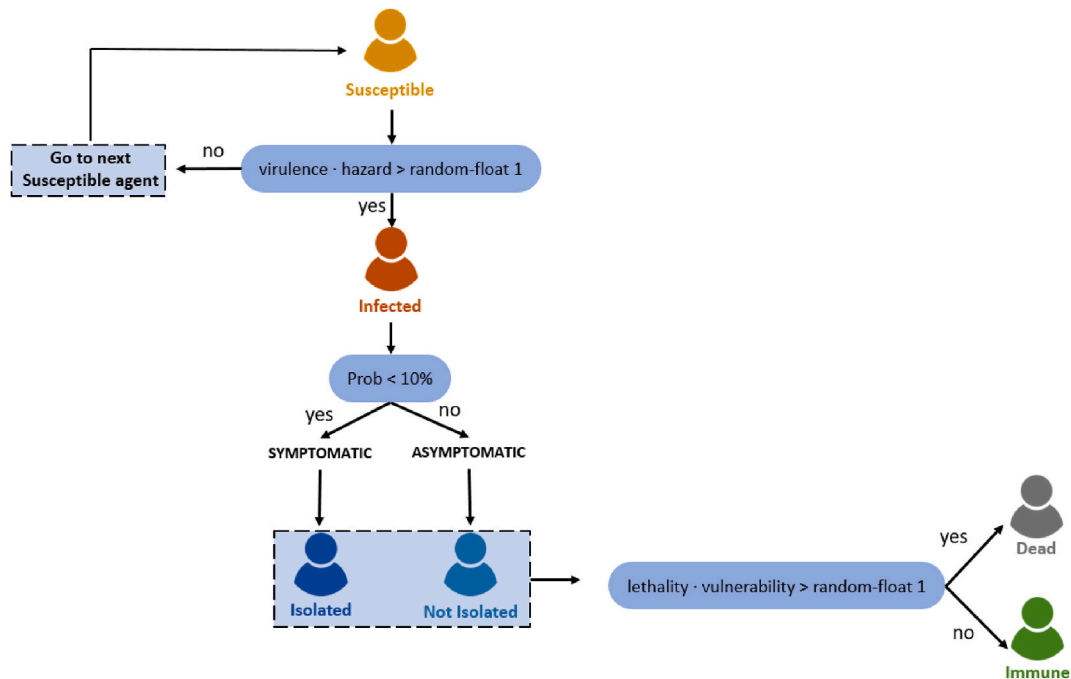 Susceptible
no
Go to next
Susceptible agent
virulence · hazard > random-float 1
yes
Infected
Prob < 10%
yes
no
SYMPTOMATIC
ASYMPTOMATIC
Isolated
Not Isolated
lethality · vulnerability > random-float 1
yes
Dead
no
Immune